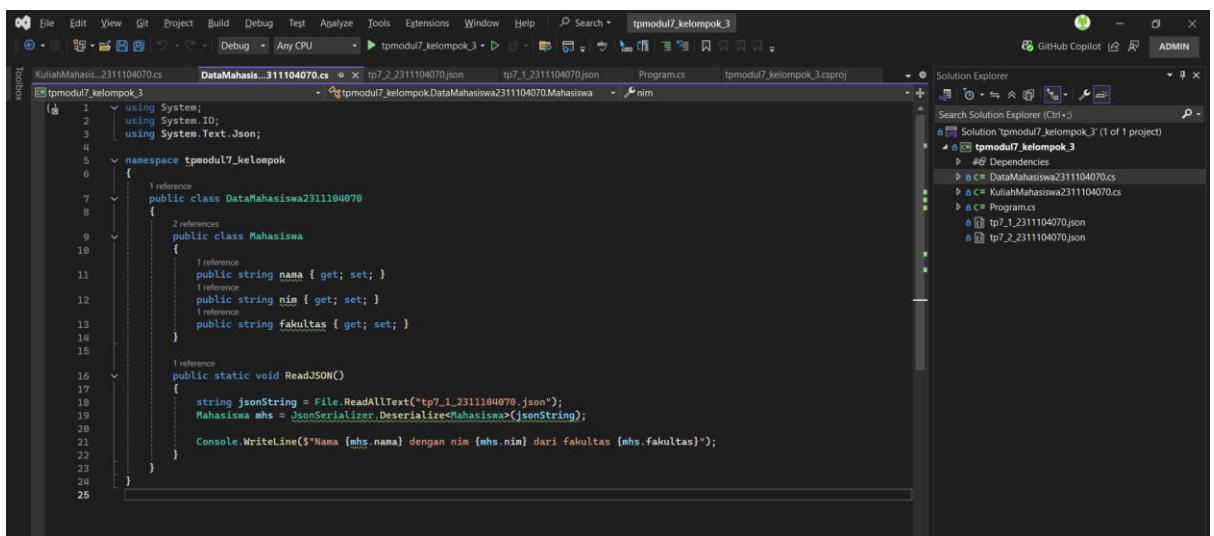 File Edit View Git Project Build Debug Test Analyze Tools Extensions Window Help Search tpmodul7_kelompok_3
Debug Any CPU tpmodul7_kelompok_3 GitHub Copilot ADMIN
Toolbox
KuliahMahasis...2311104070.cs DataMahasis...311104070.cs tp7_2_2311104070.json tp7_1_2311104070.json Program.cs tpmodul7_kelompok_3.csproj
tpmodul7_kelompok_3 tpmodul7_kelompok.DataMahasiswa2311104070.Mahasiswa nim
1 using System;
2 using System.IO;
3 using System.Text.Json;
4
5 namespace tpmodul7_kelompok
6 {
1 reference
7 public class DataMahasiswa2311104070
8 {
2 references
9 public class Mahasiswa
10 {
1 reference
11 public string nama { get; set; }
1 reference
12 public string nim { get; set; }
1 reference
13 public string fakultas { get; set; }
14 }
15
1 reference
16 public static void ReadJSON()
17 {
18 string jsonString = File.ReadAllText("tp7_1_2311104070.json");
19 Mahasiswa mhs = JsonSerializer.Deserialize<Mahasiswa>(jsonString);
20
21 Console.WriteLine($"Nama {mhs.nama} dengan nim {mhs.nim} dari fakultas {mhs.fakultas}");
22 }
23 }
24 }
25
Solution Explorer
Search Solution Explorer (Ctrl+;)
Solution 'tpmodul7_kelompok_3' (1 of 1 project)
tpmodul7_kelompok_3
Dependencies
C# DataMahasiswa2311104070.cs
C# KuliahMahasiswa2311104070.cs
C# Program.cs
tp7_1_2311104070.json
tp7_2_2311104070.json